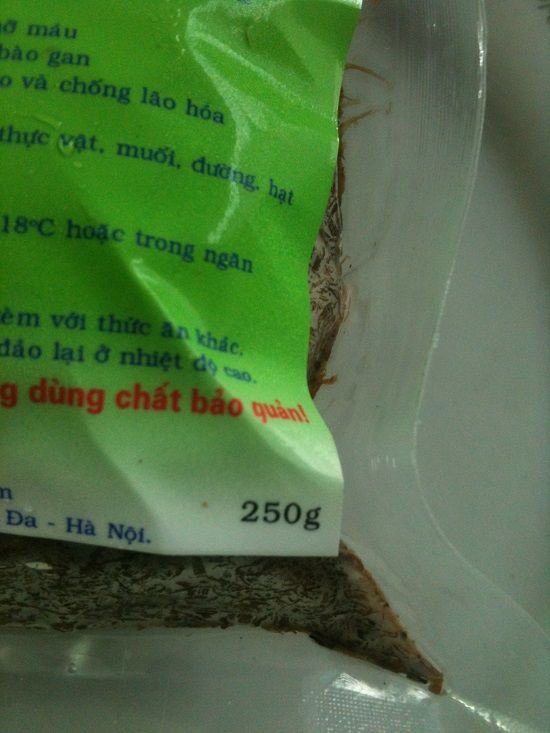 mỡ máu
bào gan
o và chống lão hóa
thực vật, muối, đường, hạt
18°C hoặc trong ngăn
kèm với thức ăn khác.
đảo lại ở nhiệt độ cao.
g dùng chất bảo quản!
250g
Đa - Hà Nội.